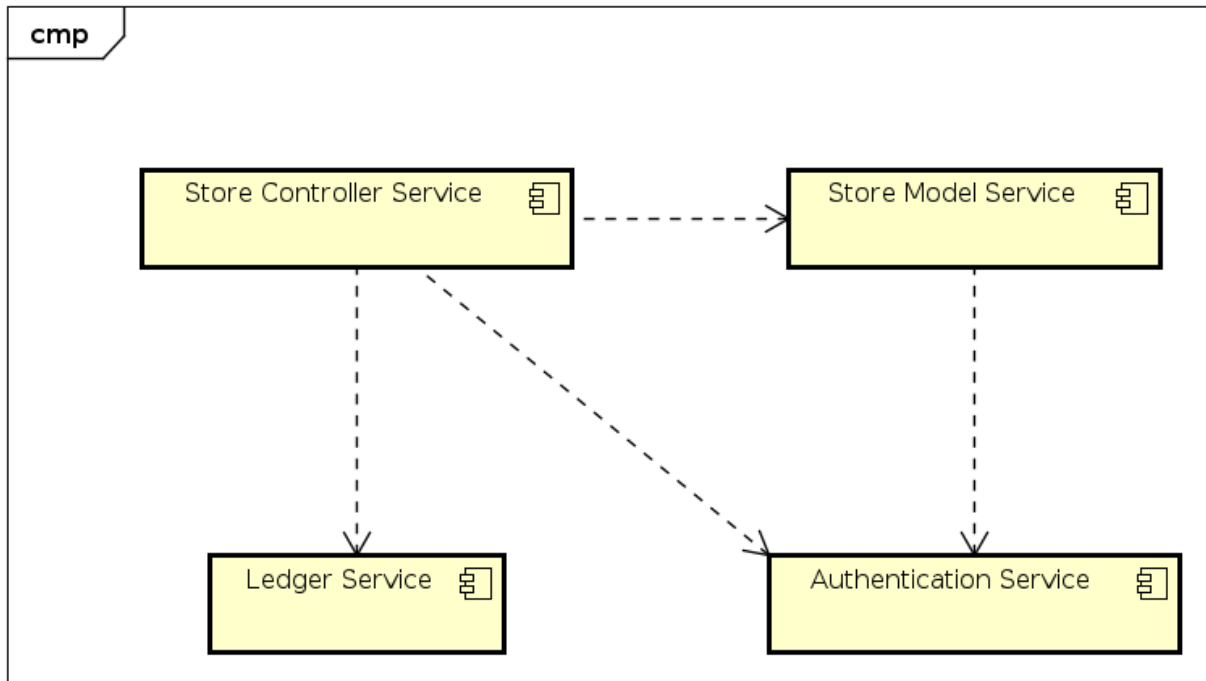 cmp
Store Controller Service
Store Model Service
Ledger Service
Authentication Service